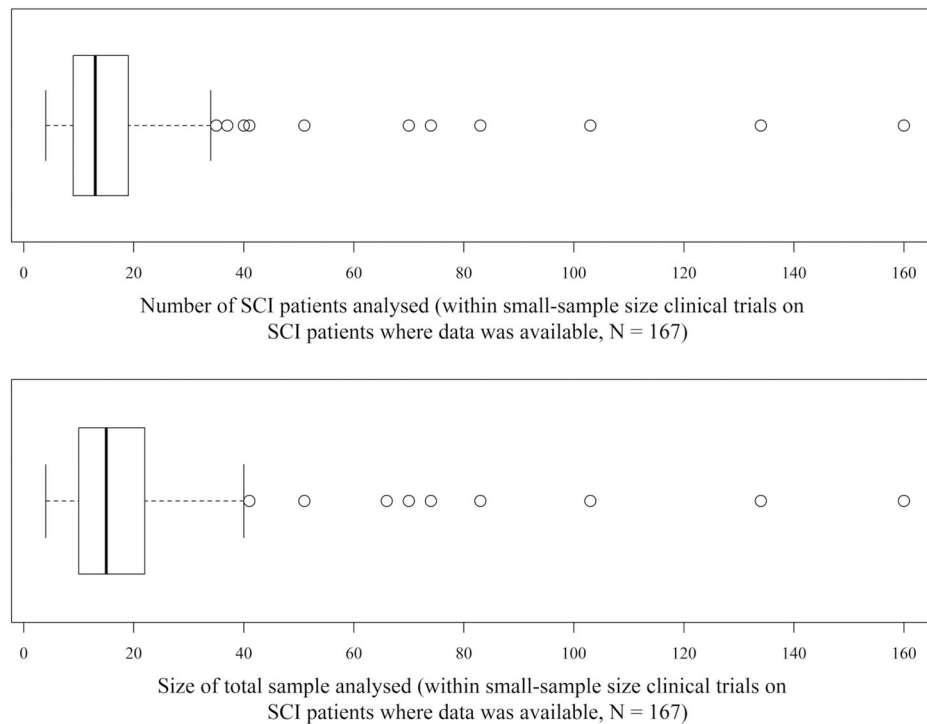 0 20 40 60 80 100 120 140 160
Number of SCI patients analysed (within small-sample size clinical trials on
SCI patients where data was available, N = 167)
0 20 40 60 80 100 120 140 160
Size of total sample analysed (within small-sample size clinical trials on
SCI patients where data was available, N = 167)